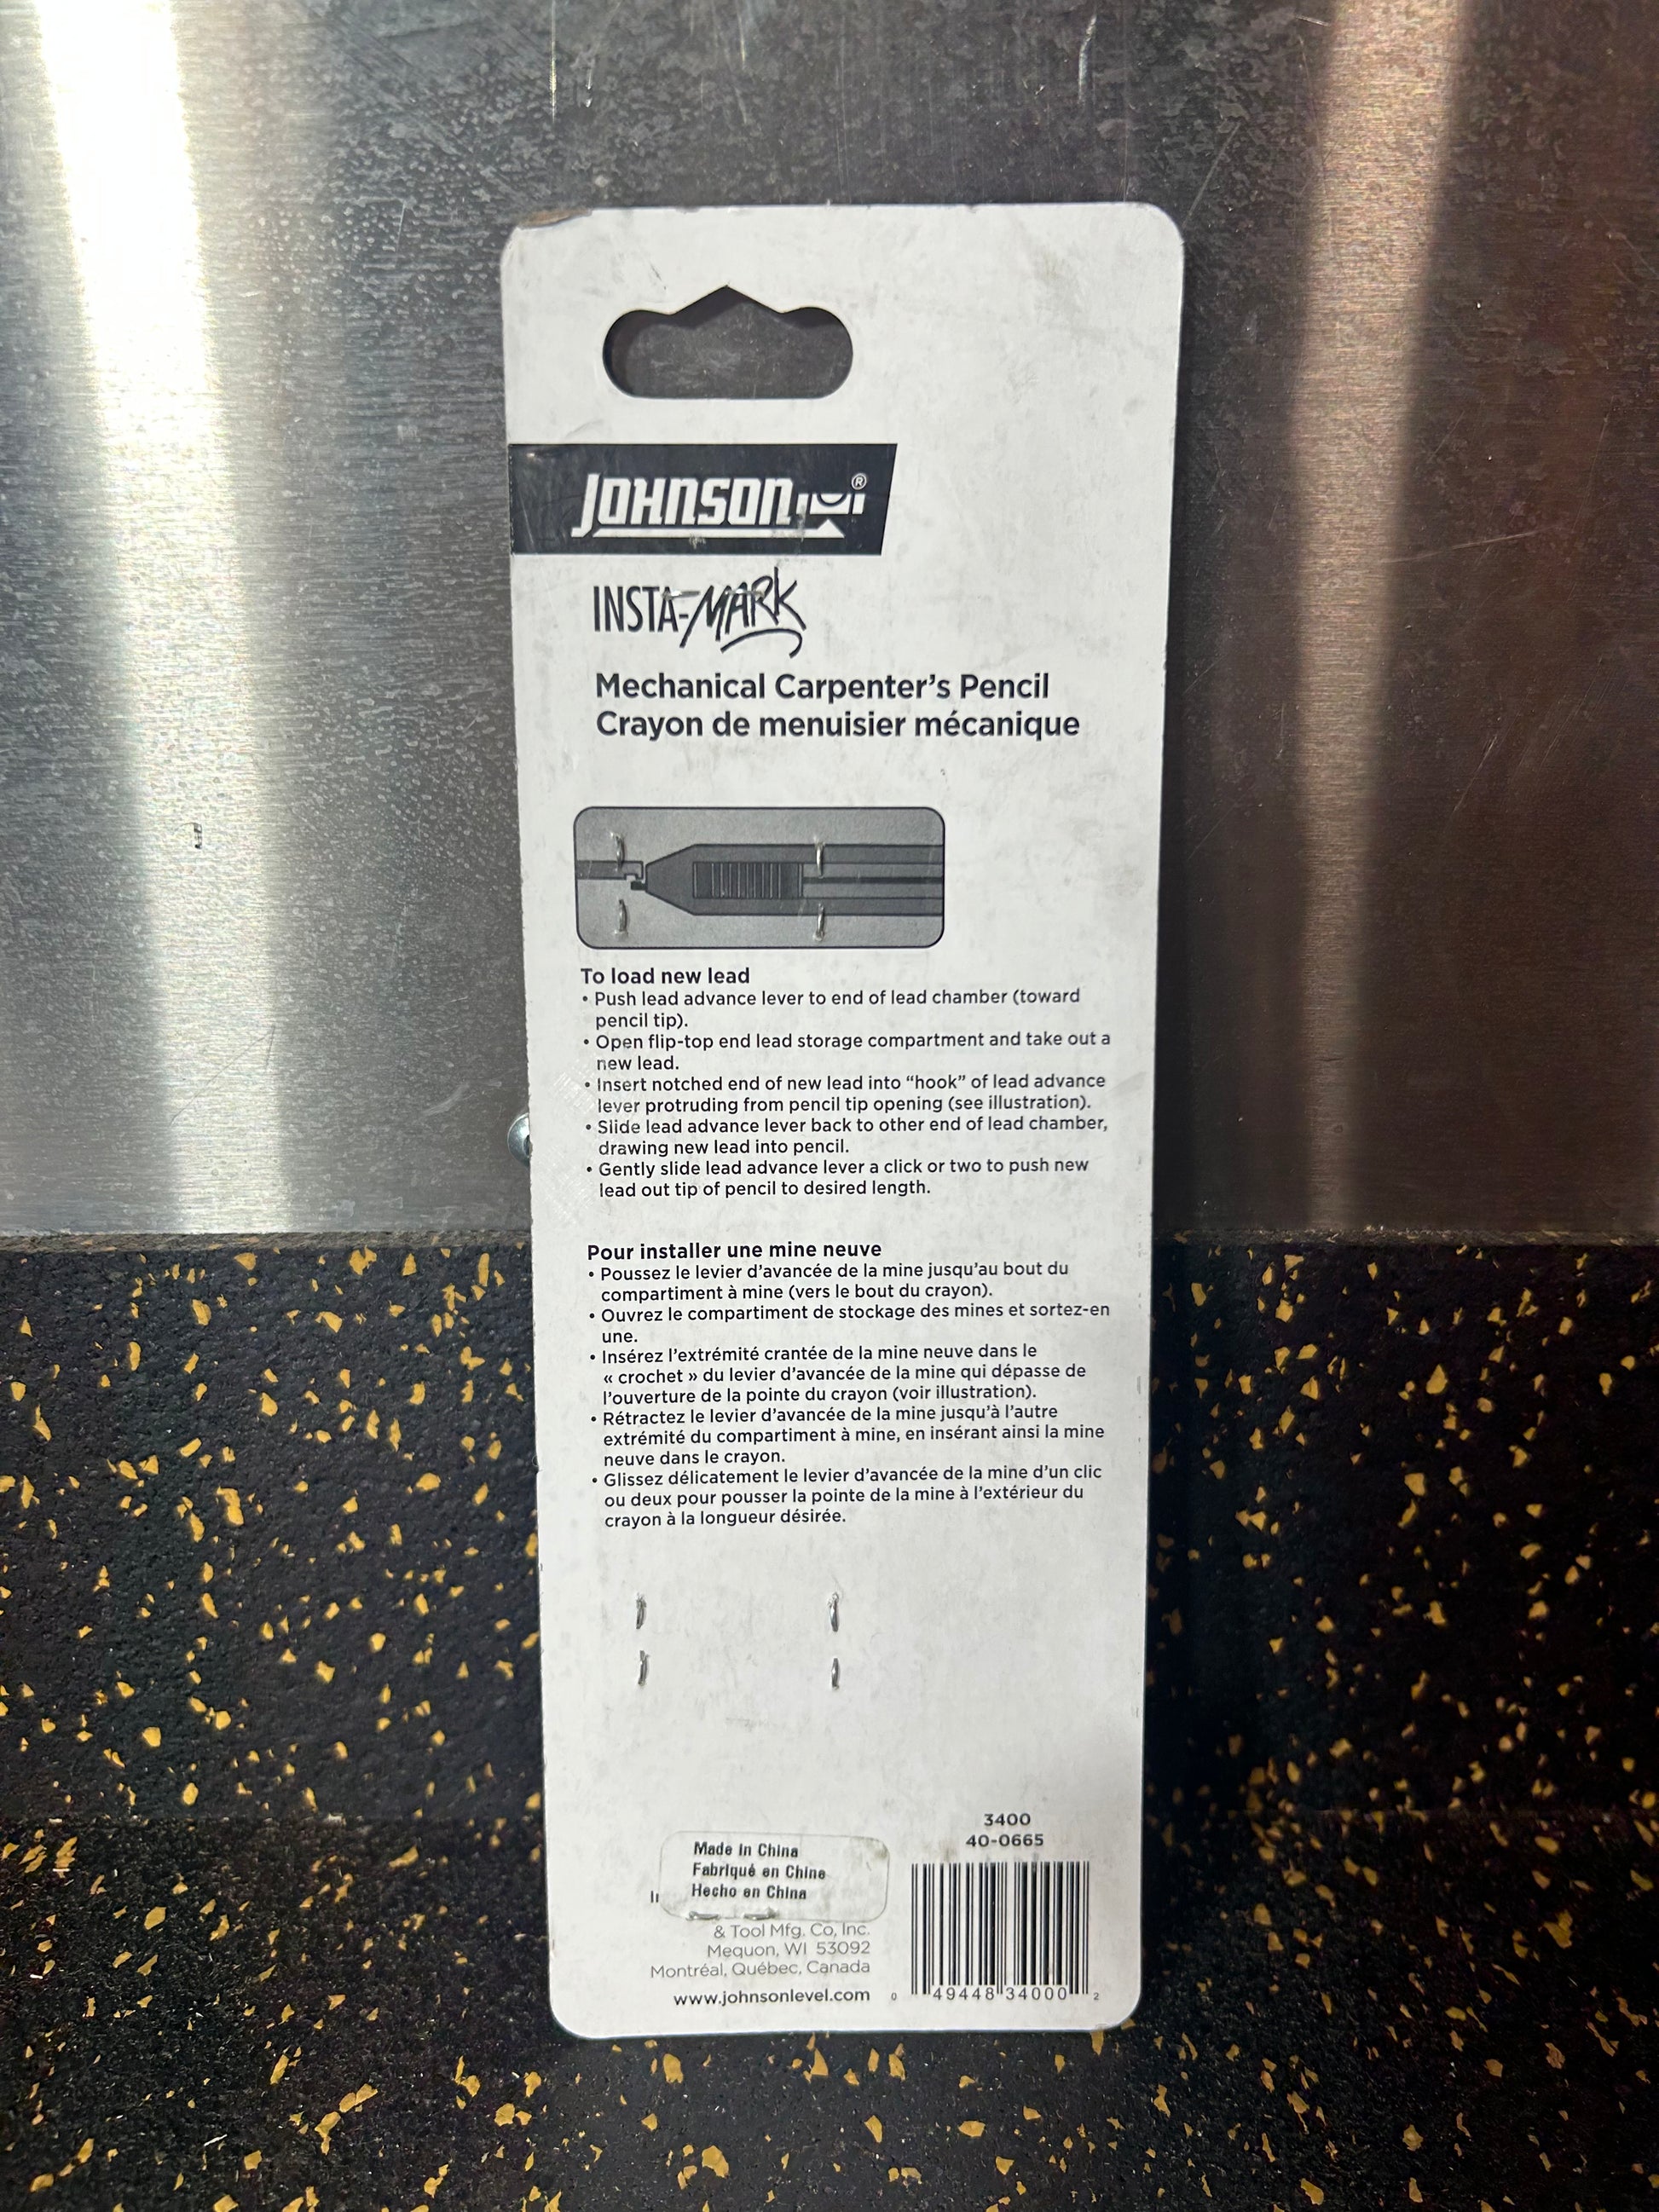 JOHNSON®
INSTA-MARK
Mechanical Carpenter's Pencil
Crayon de menuisier mécanique
To load new lead
• Push lead advance lever to end of lead chamber (toward
pencil tip).
• Open flip-top end lead storage compartment and take out a
new lead.
• Insert notched end of new lead into “hook” of lead advance
lever protruding from pencil tip opening (see illustration).
• Slide lead advance lever back to other end of lead chamber,
drawing new lead into pencil.
• Gently slide lead advance lever a click or two to push new
lead out tip of pencil to desired length.
Pour installer une mine neuve
• Poussez le levier d'avancée de la mine jusqu'au bout du
compartiment à mine (vers le bout du crayon).
• Ouvrez le compartiment de stockage des mines et sortez-en
une.
• Insérez l'extrémité crantée de la mine neuve dans le
« crochet » du levier d'avancée de la mine qui dépasse de
l'ouverture de la pointe du crayon (voir illustration).
• Rétractez le levier d'avancée de la mine jusqu'à l'autre
extrémité du compartiment à mine, en insérant ainsi la mine
neuve dans le crayon.
• Glissez délicatement le levier d'avancée de la mine d'un clic
ou deux pour pousser la pointe de la mine à l'extérieur du
crayon à la longueur désirée.
Made in China
Fabriqué en Chine
Hecho en China
& Tool Mfg. Co, Inc.
Mequon, WI 53092
Montréal, Québec, Canada
www.johnsonlevel.com
3400
40-0665
0 49448 34000 2